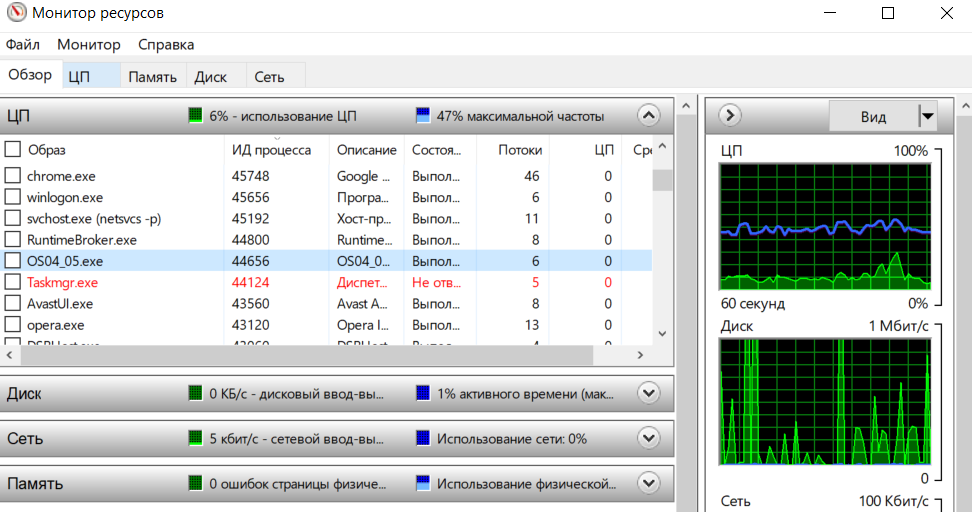 Монитор ресурсов
Файл Монитор Справка
Обзор ЦП Память Диск Сеть
ЦП 6% - использование ЦП 47% максимальной частоты
Образ ИД процесса Описание Состоя... Потоки ЦП Сре
chrome.exe 45748 Google ... Выпол... 46 0
winlogon.exe 45656 Програ... Выпол... 6 0
svchost.exe (netsvcs -p) 45192 Хост-пр... Выпол... 11 0
RuntimeBroker.exe 44800 Runtime... Выпол... 8 0
OS04_05.exe 44656 OS04_0... Выпол... 6 0
Taskmgr.exe 44124 Диспет... Не отв... 5 0
AvastUI.exe 43560 Avast A... Выпол... 8 0
opera.exe 43120 Opera I... Выпол... 13 0
Диск 0 КБ/с - дисковый ввод-вы... 1% активного времени (мак...
Сеть 5 кбит/с - сетевой ввод-вы... Использование сети: 0%
Память 0 ошибок страницы физиче... Использование физической...
Вид
ЦП 100%
60 секунд 0%
Диск 1 Мбит/с
0
Сеть 100 Кбит/с